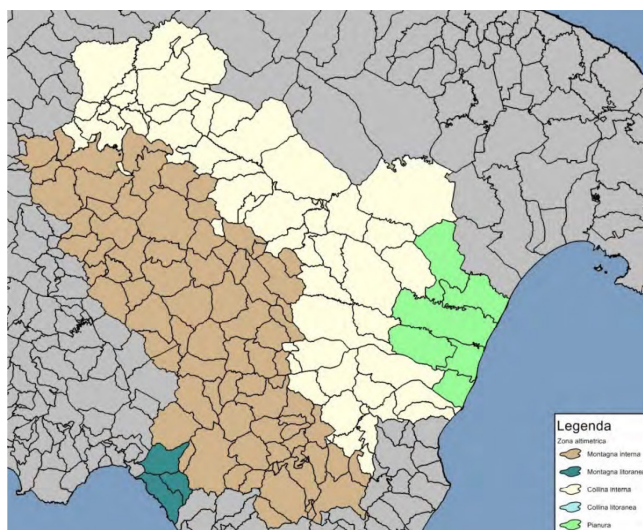 Legenda
Zona altimetrica
Montagna interna
Montagna litoranea
Collina interna
Collina litoranea
Pianura